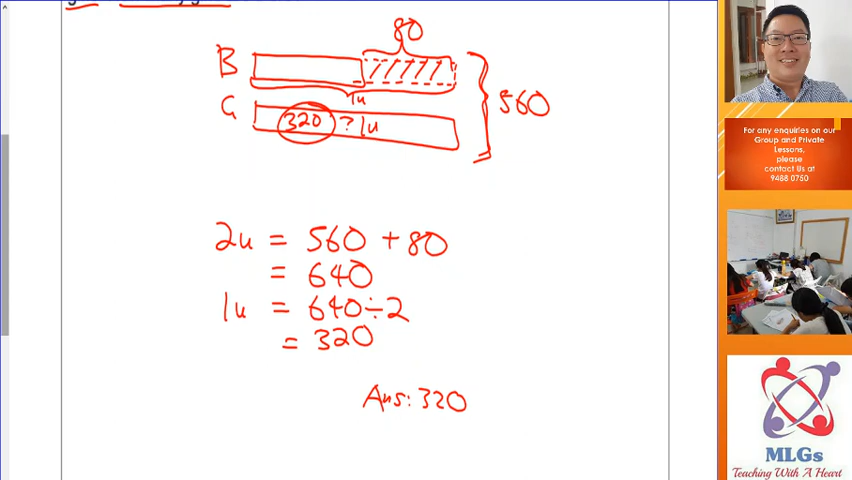 80
B
1u
G
320 ? 1u
560
2u = 560 + 80
= 640
1u = 640 ÷ 2
= 320
Ans: 320
For any enquiries on our
Group and Private
Lessons,
please
contact Us at
9488 0750
MLGs
Teaching With A Heart